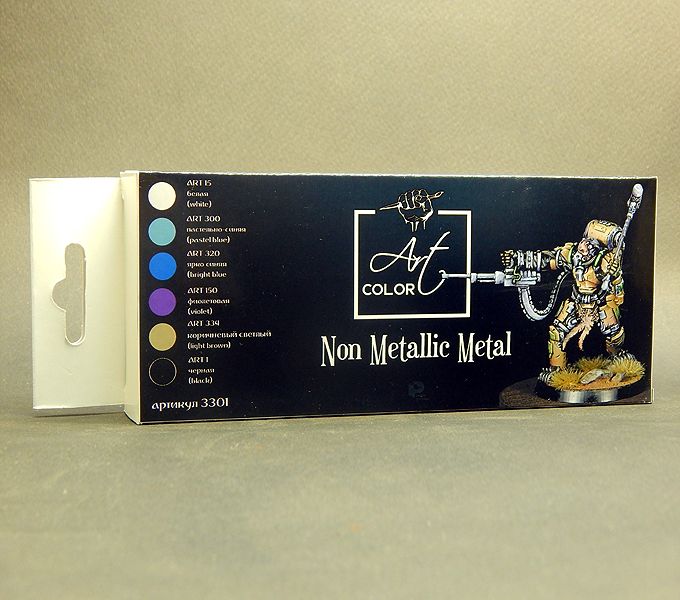 ART 15
белая
(white)
ART 300
пастельно-синяя
(pastel blue)
ART 320
ярко синяя
(bright blue
ART 150
фиолетовая
(violet)
ART 334
коричневый светлый
(light brown)
ART 1
черная
(black)
артикул 3301
Art
COLOR
Non Metallic Metal